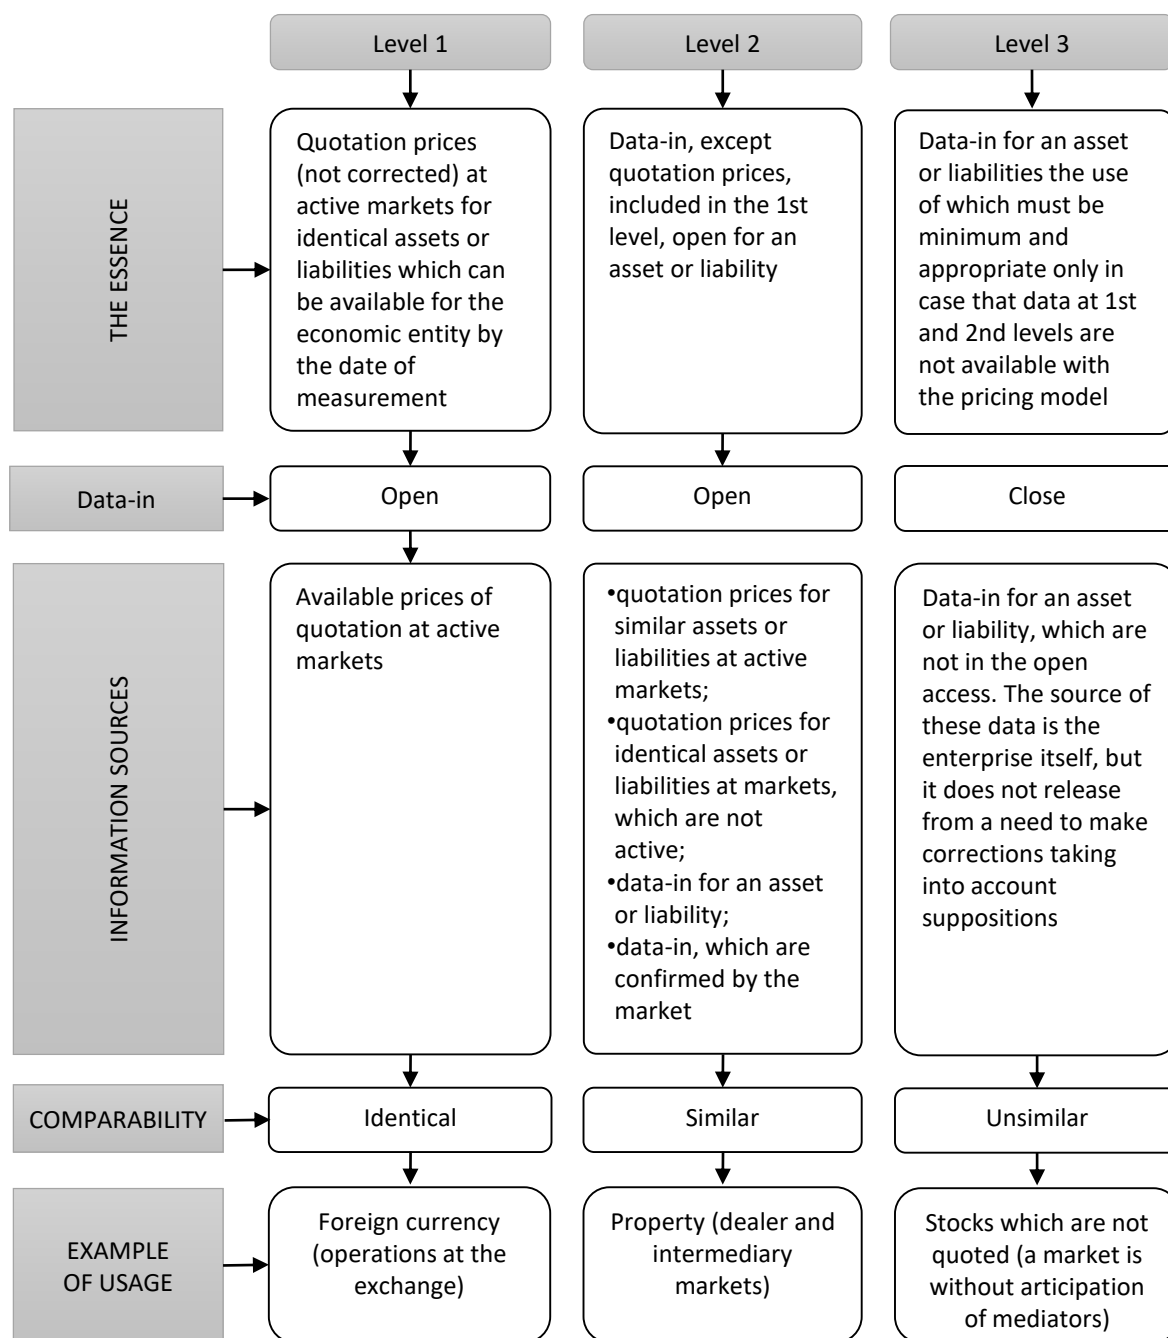 Level 1
Level 2
Level 3
THE ESSENCE
Quotation prices
(not corrected) at
active markets for
identical assets or
liabilities which can
be available for the
economic entity by
the date of
measurement
Data-in, except
quotation prices,
included in the 1st
level, open for an
asset or liability
Data-in for an asset
or liabilities the use
of which must be
minimum and
appropriate only in
case that data at 1st
and 2nd levels are
not available with
the pricing model
Data-in
Open
Open
Close
INFORMATION SOURCES
Available prices of
quotation at active
markets
•quotation prices for
similar assets or
liabilities at active
markets;
•quotation prices for
identical assets or
liabilities at markets,
which are not
active;
•data-in for an asset
or liability;
•data-in, which are
confirmed by the
market
Data-in for an asset
or liability, which are
not in the open
access. The source of
these data is the
enterprise itself, but
it does not release
from a need to make
corrections taking
into account
suppositions
COMPARABILITY
Identical
Similar
Unsimilar
EXAMPLE
OF USAGE
Foreign currency
(operations at the
exchange)
Property (dealer and
intermediary
markets)
Stocks which are not
quoted (a market is
without articipation
of mediators)